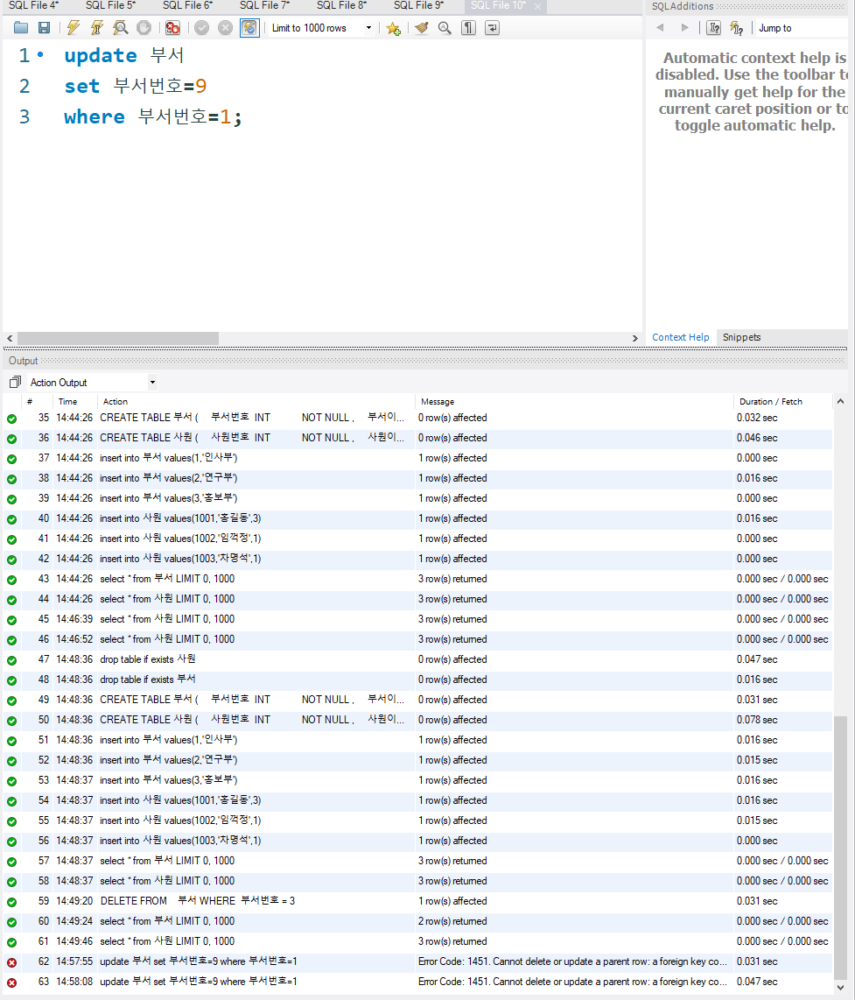 SQL File 4*
SQL File 5*
SQL File 6*
SQL File 7*
SQL File 8*
SQL File 9*
SQL File 10*
SQLAdditions
Limit to 1000 rows
Jump to
1 update 부서
2 set 부서번호=9
3 where 부서번호=1;
Automatic context help is
disabled. Use the toolbar to
manually get help for the
current caret position or to
toggle automatic help.
Context Help
Snippets
Output
Action Output
# Time Action Message Duration / Fetch
35 14:44:26 CREATE TABLE 부서 ( 부서번호 INT NOT NULL , 부서이... 0 row(s) affected 0.032 sec
36 14:44:26 CREATE TABLE 사원 ( 사원번호 INT NOT NULL , 사원이... 0 row(s) affected 0.046 sec
37 14:44:26 insert into 부서 values(1,'인사부') 1 row(s) affected 0.000 sec
38 14:44:26 insert into 부서 values(2,'연구부') 1 row(s) affected 0.016 sec
39 14:44:26 insert into 부서 values(3,'홍보부') 1 row(s) affected 0.000 sec
40 14:44:26 insert into 사원 values(1001,'홍길동',3) 1 row(s) affected 0.016 sec
41 14:44:26 insert into 사원 values(1002,'임꺽정',1) 1 row(s) affected 0.000 sec
42 14:44:26 insert into 사원 values(1003,'차명석',1) 1 row(s) affected 0.000 sec
43 14:44:26 select * from 부서 LIMIT 0, 1000 3 row(s) returned 0.000 sec / 0.000 sec
44 14:44:26 select * from 사원 LIMIT 0, 1000 3 row(s) returned 0.000 sec / 0.000 sec
45 14:46:39 select * from 사원 LIMIT 0, 1000 3 row(s) returned 0.000 sec / 0.000 sec
46 14:46:52 select * from 사원 LIMIT 0, 1000 3 row(s) returned 0.000 sec / 0.000 sec
47 14:48:36 drop table if exists 사원 0 row(s) affected 0.047 sec
48 14:48:36 drop table if exists 부서 0 row(s) affected 0.016 sec
49 14:48:36 CREATE TABLE 부서 ( 부서번호 INT NOT NULL , 부서이... 0 row(s) affected 0.031 sec
50 14:48:36 CREATE TABLE 사원 ( 사원번호 INT NOT NULL , 사원이... 0 row(s) affected 0.078 sec
51 14:48:36 insert into 부서 values(1,'인사부') 1 row(s) affected 0.016 sec
52 14:48:36 insert into 부서 values(2,'연구부') 1 row(s) affected 0.015 sec
53 14:48:37 insert into 부서 values(3,'홍보부') 1 row(s) affected 0.016 sec
54 14:48:37 insert into 사원 values(1001,'홍길동',3) 1 row(s) affected 0.016 sec
55 14:48:37 insert into 사원 values(1002,'임꺽정',1) 1 row(s) affected 0.015 sec
56 14:48:37 insert into 사원 values(1003,'차명석',1) 1 row(s) affected 0.000 sec
57 14:48:37 select * from 부서 LIMIT 0, 1000 3 row(s) returned 0.000 sec / 0.000 sec
58 14:48:37 select * from 사원 LIMIT 0, 1000 3 row(s) returned 0.000 sec / 0.000 sec
59 14:49:20 DELETE FROM 부서 WHERE 부서번호 = 3 1 row(s) affected 0.031 sec
60 14:49:24 select * from 부서 LIMIT 0, 1000 2 row(s) returned 0.000 sec / 0.000 sec
61 14:49:46 select * from 사원 LIMIT 0, 1000 3 row(s) returned 0.000 sec / 0.000 sec
62 14:57:55 update 부서 set 부서번호=9 where 부서번호=1 Error Code: 1451. Cannot delete or update a parent row: a foreign key co... 0.031 sec
63 14:58:08 update 부서 set 부서번호=9 where 부서번호=1 Error Code: 1451. Cannot delete or update a parent row: a foreign key co... 0.047 sec